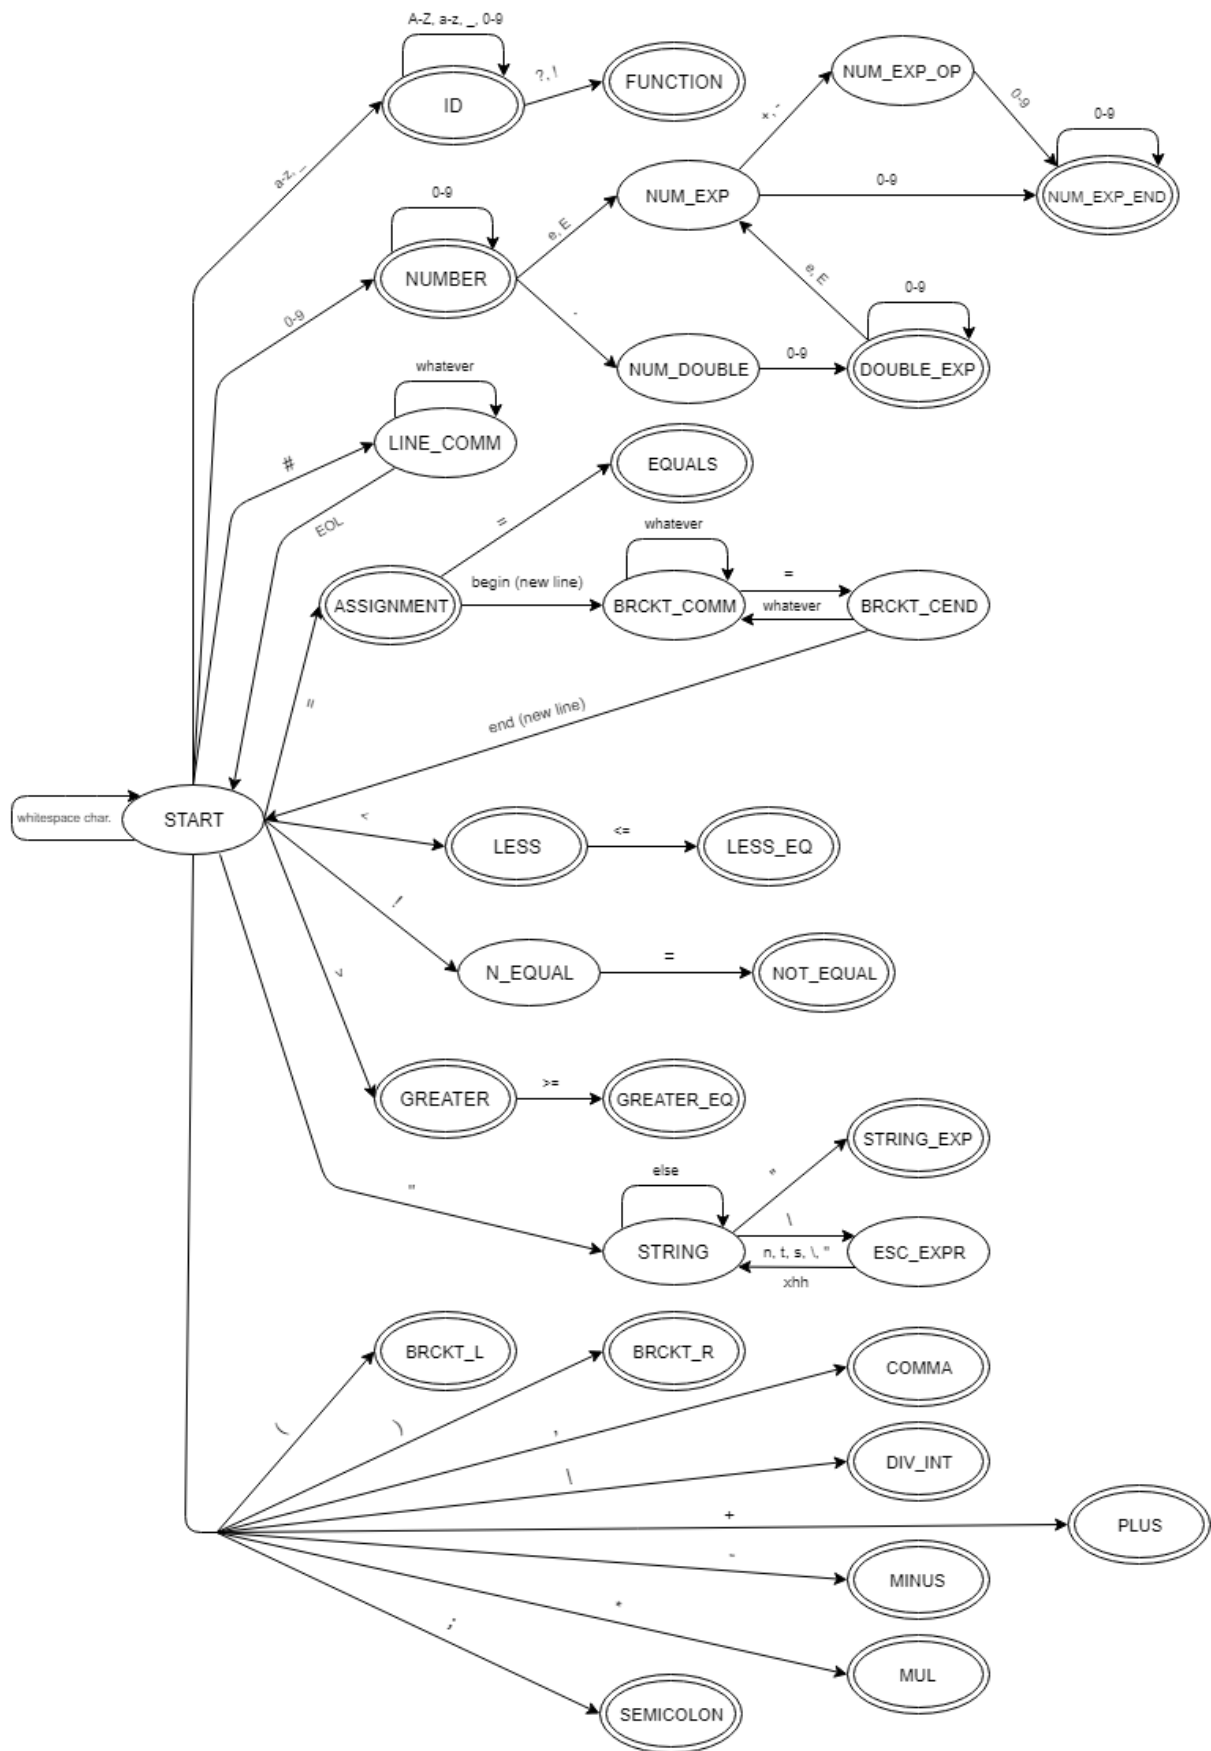 A-Z, a-z, _, 0-9
ID
?, !
FUNCTION
NUM_EXP_OP
+, -
0-9
0-9
NUM_EXP_END
a-z, _
0-9
NUMBER
e, E
NUM_EXP
0-9
e, E
0-9
.
NUM_DOUBLE
0-9
DOUBLE_EXP
0-9
whatever
LINE_COMM
#
EOL
EQUALS
=
whatever
ASSIGNMENT
begin (new line)
BRCKT_COMM
=
whatever
BRCKT_CEND
=
end (new line)
whitespace char.
START
<
LESS
<=
LESS_EQ
!
N_EQUAL
=
NOT_EQUAL
>
GREATER
>=
GREATER_EQ
"
else
STRING
"
STRING_EXP
\
n, t, s, \, "
xhh
ESC_EXPR
(
BRCKT_L
)
BRCKT_R
,
COMMA
|
DIV_INT
+
PLUS
-
MINUS
*
MUL
;
SEMICOLON